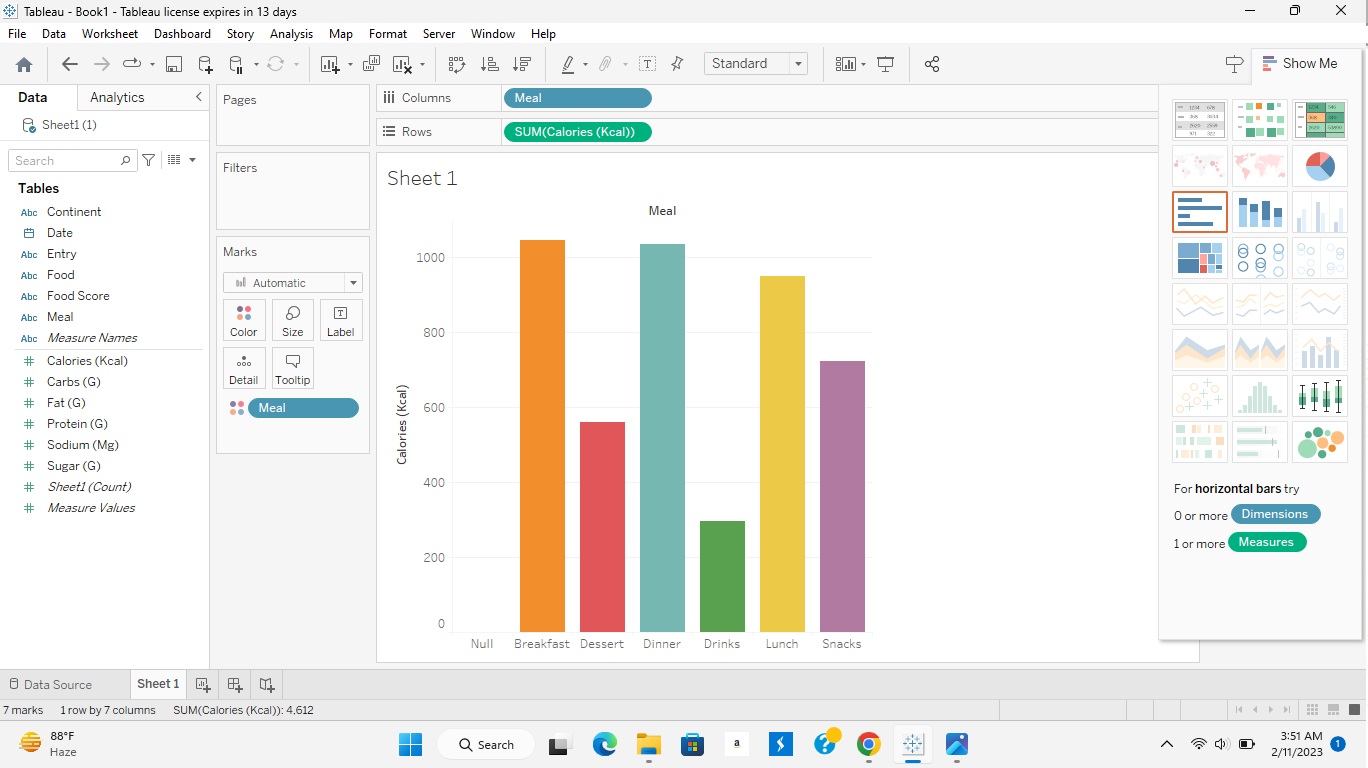 Tableau - Book1 - Tableau license expires in 13 days
File Data Worksheet Dashboard Story Analysis Map Format Server Window Help
Standard
Show Me
Data Analytics
Sheet1 (1)
Search
Tables
Abc Continent
Date
Abc Entry
Abc Food
Abc Food Score
Abc Meal
Abc Measure Names
Calories (Kcal)
Carbs (G)
Fat (G)
Protein (G)
Sodium (Mg)
Sugar (G)
Sheet1 (Count)
Measure Values
Pages
Filters
Marks
Automatic
Color Size Label
Detail Tooltip
Meal
Columns Meal
Rows SUM(Calories (Kcal))
Sheet 1
Meal
1000
800
600
400
200
0
Calories (Kcal)
Null Breakfast Dessert Dinner Drinks Lunch Snacks
For horizontal bars try
0 or more Dimensions
1 or more Measures
Data Source Sheet 1
7 marks 1 row by 7 columns SUM(Calories (Kcal)): 4,612
88°F
Haze
Search
a
3:51 AM
2/11/2023
1